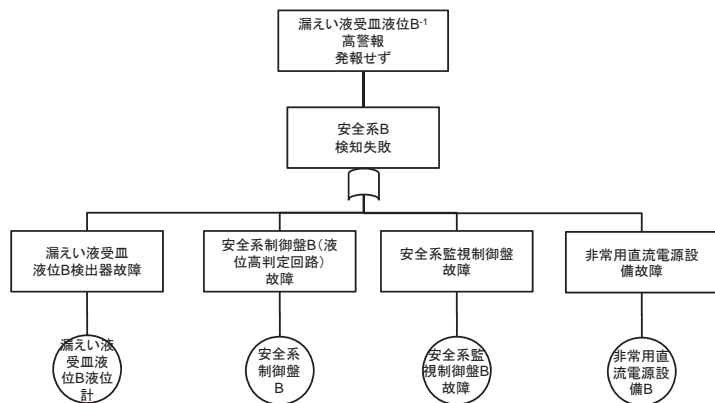 漏えい液受皿液位B⁻¹
高警報
発報せず
安全系B
検知失敗
漏えい液受皿
液位B検出器故障
安全系制御盤B(液
位高判定回路)
故障
安全系監視制御盤
故障
非常用直流電源設
備故障
漏えい液
受皿液
位B液位
計
安全系
制御盤
B
安全系監
視制御盤B
故障
非常用直
流電源設
備B